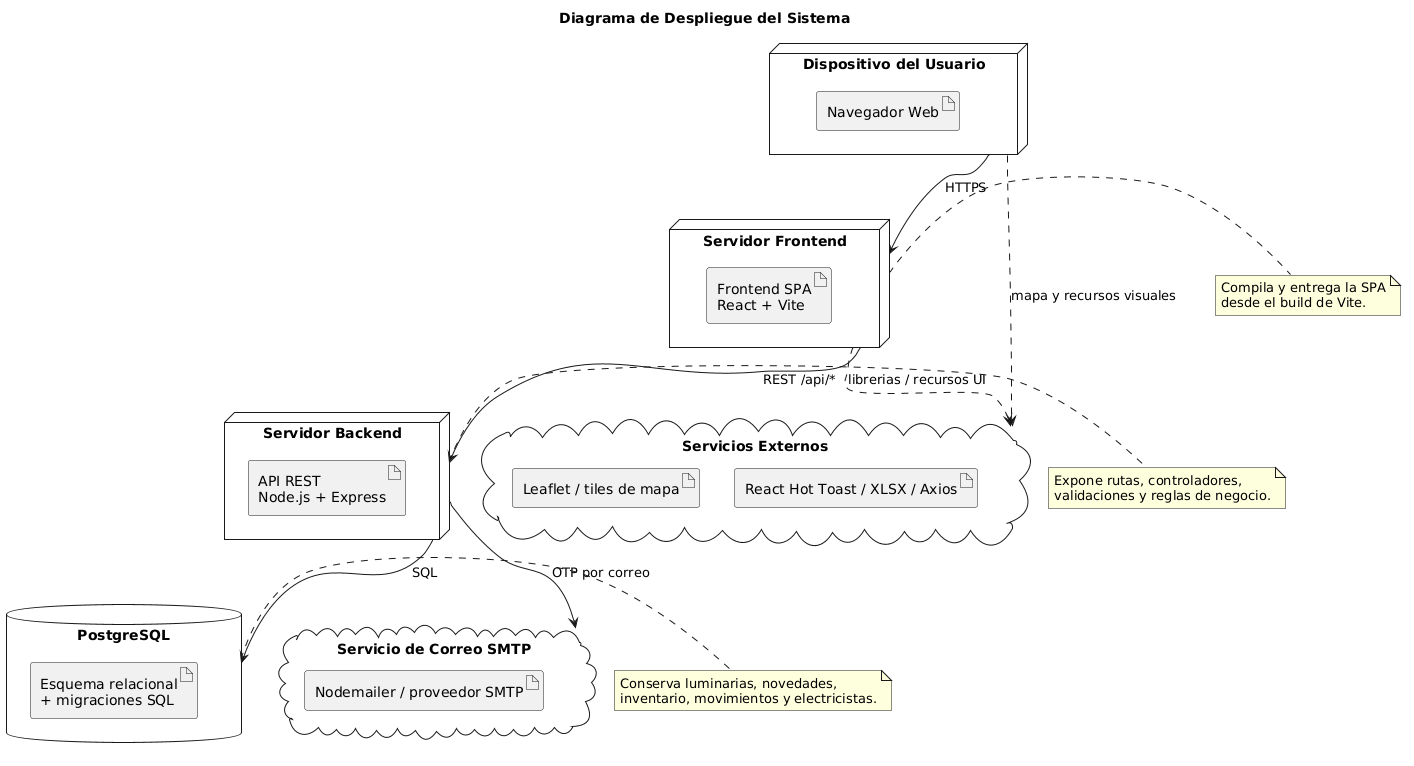 Diagrama de Despliegue del Sistema
Dispositivo del Usuario
Navegador Web
HTTPS
Servidor Frontend
Frontend SPA
React + Vite
mapa y recursos visuales
Compila y entrega la SPA
desde el build de Vite.
REST /api/*
librerias / recursos UI
Servidor Backend
API REST
Node.js + Express
Servicios Externos
Leaflet / tiles de mapa
React Hot Toast / XLSX / Axios
Expone rutas, controladores,
validaciones y reglas de negocio.
SQL
OTP por correo
PostgreSQL
Esquema relacional
+ migraciones SQL
Servicio de Correo SMTP
Nodemailer / proveedor SMTP
Conserva luminarias, novedades,
inventario, movimientos y electricistas.